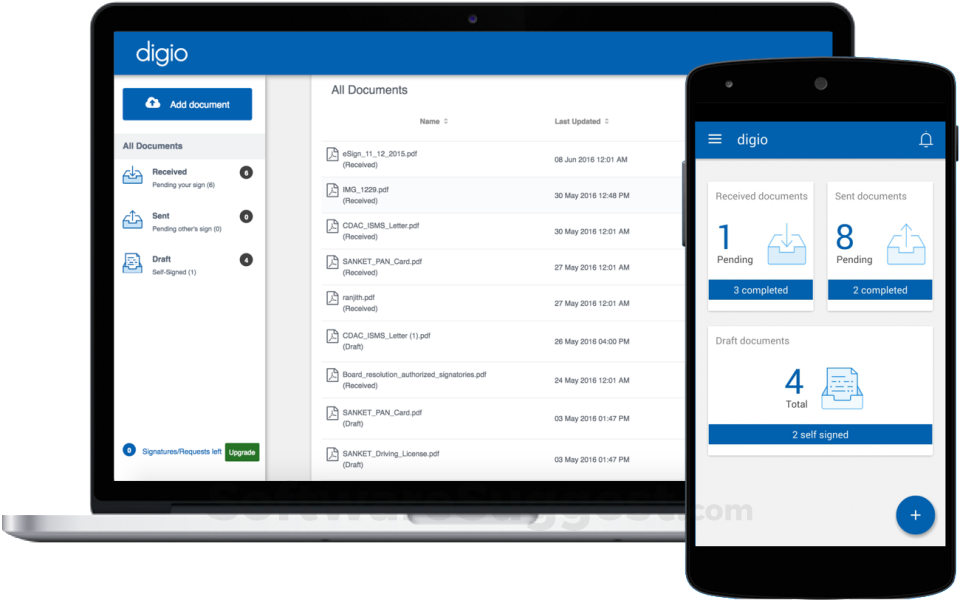 digio
Add document
All Documents
Received 6
Pending your sign (6)
Sent 0
Pending other's sign (0)
Draft 4
Self-Signed (1)
0 Signatures/Requests left Upgrade
All Documents
Name Last Updated
eSign_11_12_2015.pdf
(Received)
08 Jun 2016 12:01 AM
IMG_1229.pdf
(Received)
30 May 2016 12:48 PM
CDAC_ISMS_Letter.pdf
(Received)
30 May 2016 12:01 AM
SANKET_PAN_Card.pdf
(Received)
27 May 2016 12:01 AM
ranjith.pdf
(Received)
27 May 2016 12:01 AM
CDAC_ISMS_Letter (1).pdf
(Draft)
26 May 2016 04:00 PM
Board_resolution_authorized_signatories.pdf
(Received)
24 May 2016 12:01 AM
SANKET_PAN_Card.pdf
(Draft)
03 May 2016 01:47 PM
SANKET_Driving_License.pdf
(Draft)
03 May 2016 01:47 PM
digio
Received documents
1
Pending
3 completed
Sent documents
8
Pending
2 completed
Draft documents
4
Total
2 self signed
+
SoftwareSuggest.com